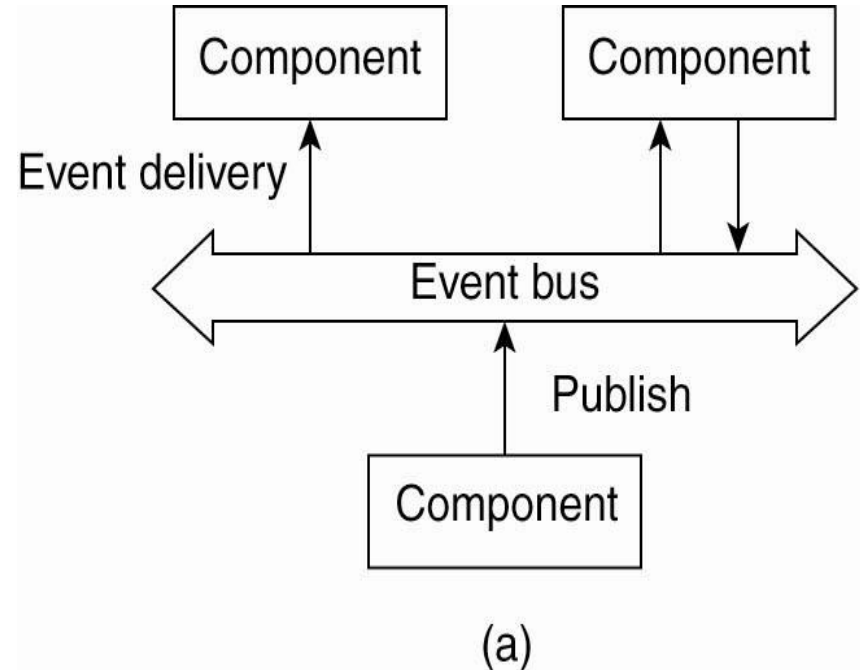 Component
Component
Event delivery
Event bus
Publish
Component
(a)